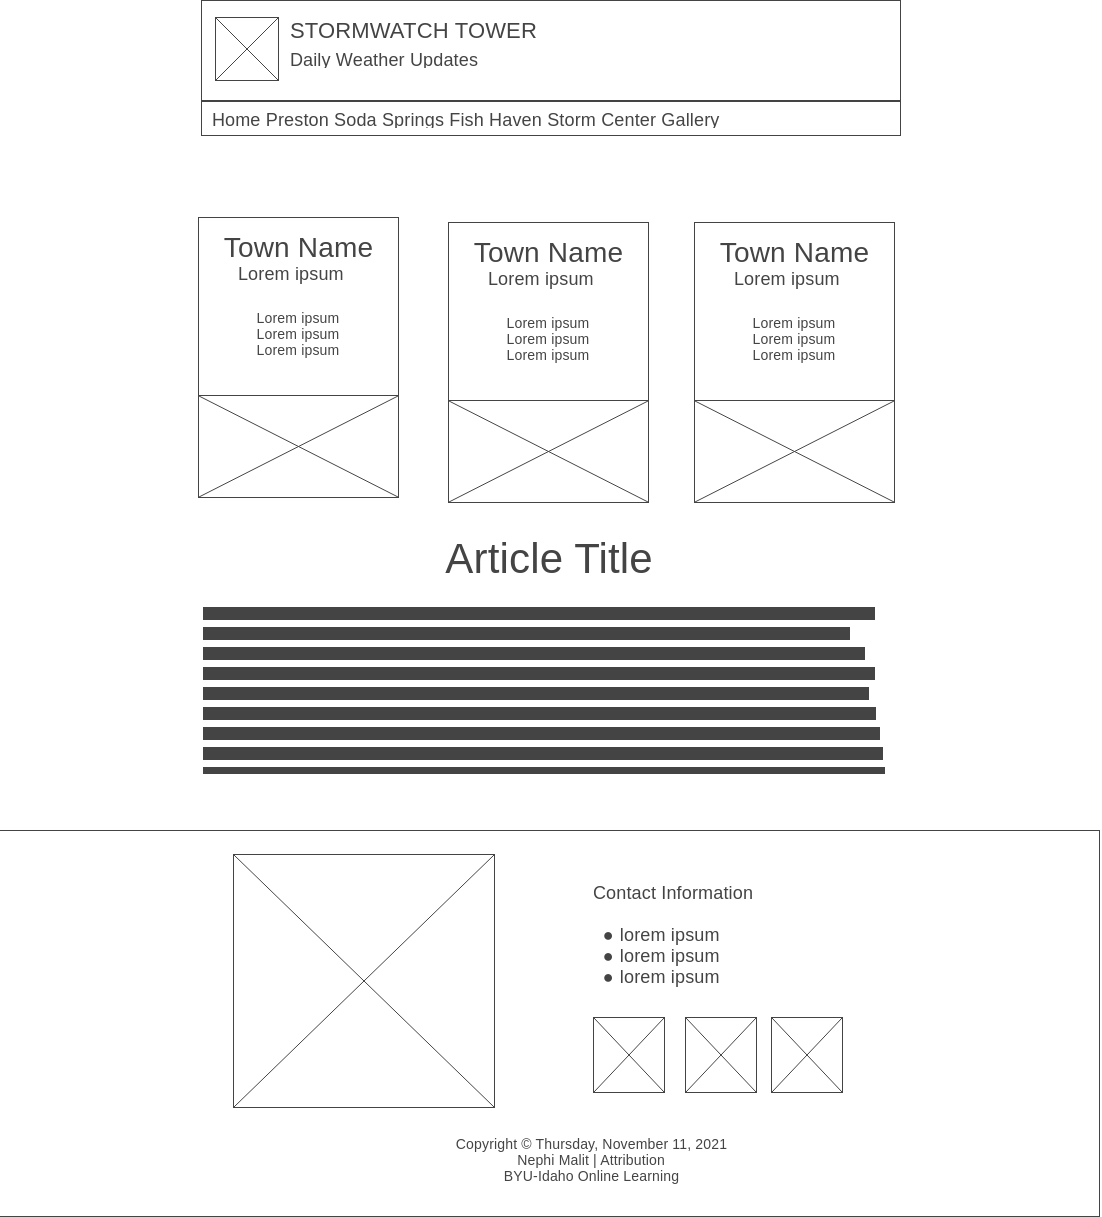 STORMWATCH TOWER
Daily Weather Updates
Home Preston Soda Springs Fish Haven Storm Center Gallery
Town Name
Lorem ipsum
Lorem ipsum
Lorem ipsum
Lorem ipsum
Town Name
Lorem ipsum
Lorem ipsum
Lorem ipsum
Lorem ipsum
Town Name
Lorem ipsum
Lorem ipsum
Lorem ipsum
Lorem ipsum
Article Title
Contact Information
● lorem ipsum
● lorem ipsum
● lorem ipsum
Copyright © Thursday, November 11, 2021
Nephi Malit | Attribution
BYU-Idaho Online Learning